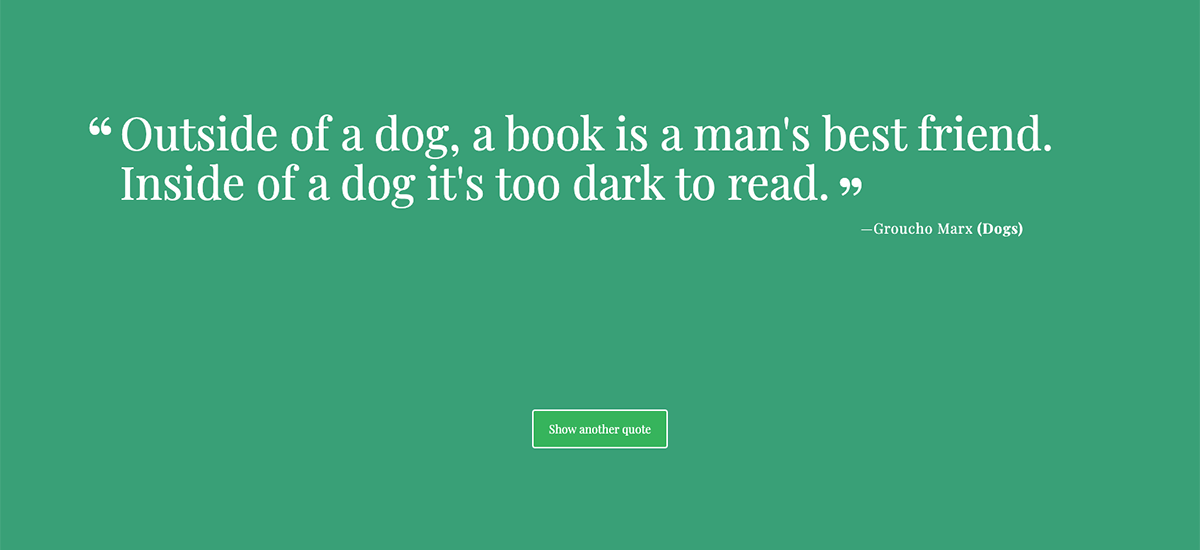 “ Outside of a dog, a book is a man's best friend.
Inside of a dog it's too dark to read. ”
—Groucho Marx (Dogs)
Show another quote